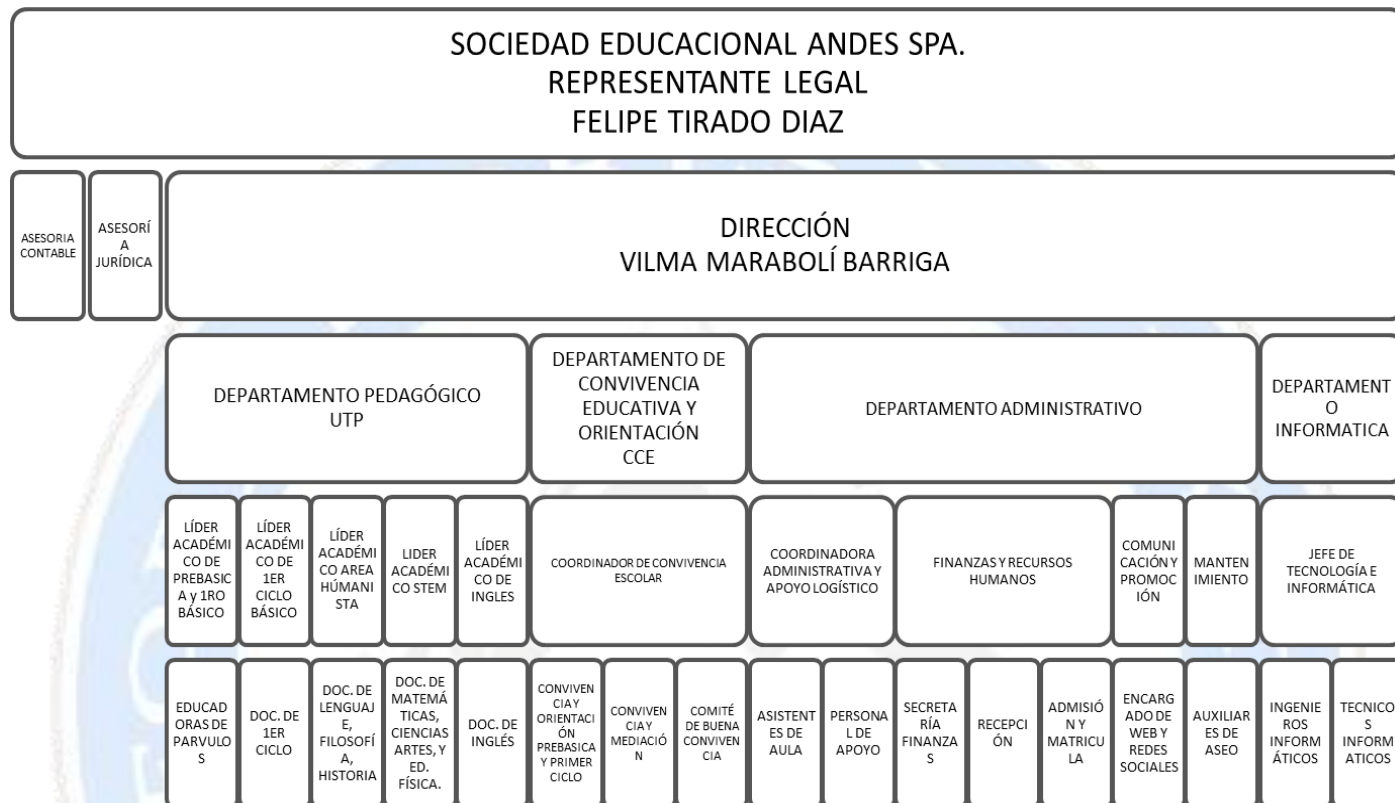 SOCIEDAD EDUCACIONAL ANDES SPA.
REPRESENTANTE LEGAL
FELIPE TIRADO DIAZ
ASESORIA
CONTABLE
ASESORÍ
A
JURÍDICA
DIRECCIÓN
VILMA MARABOLÍ BARRIGA
DEPARTAMENTO PEDAGÓGICO
UTP
DEPARTAMENTO DE
CONVIVENCIA
EDUCATIVA Y
ORIENTACIÓN
CCE
DEPARTAMENTO ADMINISTRATIVO
DEPARTAMENT
O
INFORMATICA
LÍDER
ACADÉMI
CO DE
PREBASIC
A y 1RO
BÁSICO
LÍDER
ACADÉMI
CO DE
1ER
CICLO
BÁSICO
LÍDER
ACADÉMI
CO AREA
HÚMANI
STA
LIDER
ACADÉMI
CO STEM
LÍDER
ACADÉMI
CO DE
INGLES
COORDINADOR DE CONVIVENCIA
ESCOLAR
COORDINADORA
ADMINISTRATIVA Y
APOYO LOGÍSTICO
FINANZAS Y RECURSOS
HUMANOS
COMUNI
CACIÓN Y
PROMOC
IÓN
MANTEN
IMIENTO
JEFE DE
TECNOLOGÍA E
INFORMÁTICA
EDUCAD
ORAS DE
PARVULO
S
DOC. DE
1ER
CICLO
DOC. DE
LENGUAJ
E,
FILOSOFÍ
A,
HISTORIA
DOC. DE
MATEMÁ
TICAS,
CIENCIAS
ARTES, Y
ED.
FÍSICA.
DOC. DE
INGLÉS
CONVIVEN
CIA Y
ORIENTACI
ÓN
PREBASICA
Y PRIMER
CICLO
CONVIVEN
CIA Y
MEDIACIÓ
N
COMITÉ
DE BUENA
CONVIVEN
CIA
ASISTENT
ES DE
AULA
PERSONA
L DE
APOYO
SECRETA
RÍA
FINANZA
S
RECEPCI
ÓN
ADMISIÓ
N Y
MATRICU
LA
ENCARG
ADO DE
WEB Y
REDES
SOCIALES
AUXILIAR
ES DE
ASEO
INGENIE
ROS
INFORM
ÁTICOS
TECNICO
S
INFORM
ATICOS